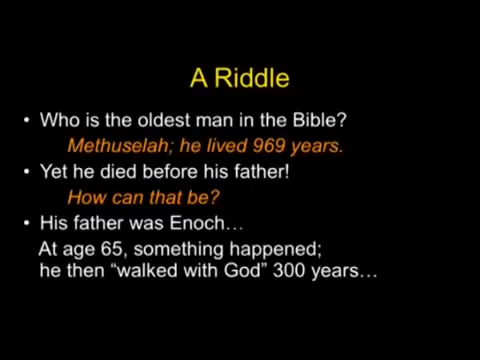 A Riddle
• Who is the oldest man in the Bible?
Methuselah; he lived 969 years.
• Yet he died before his father!
How can that be?
• His father was Enoch…
At age 65, something happened;
he then “walked with God” 300 years…